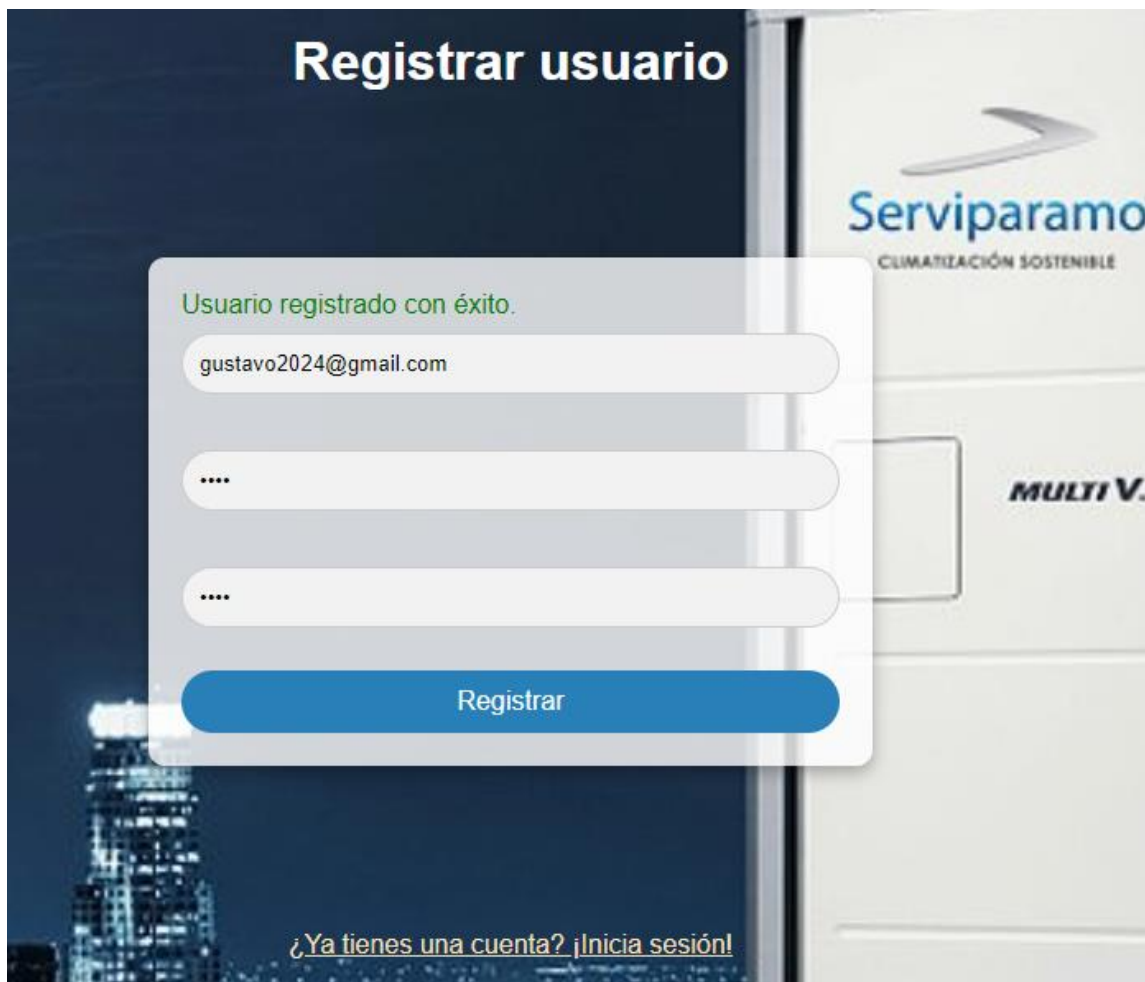 Registrar usuario
Serviparamo
CLIMATIZACIÓN SOSTENIBLE
Usuario registrado con éxito.
gustavo2024@gmail.com
••••
MULTI V.
••••
Registrar
¿Ya tienes una cuenta? ¡Inicia sesión!